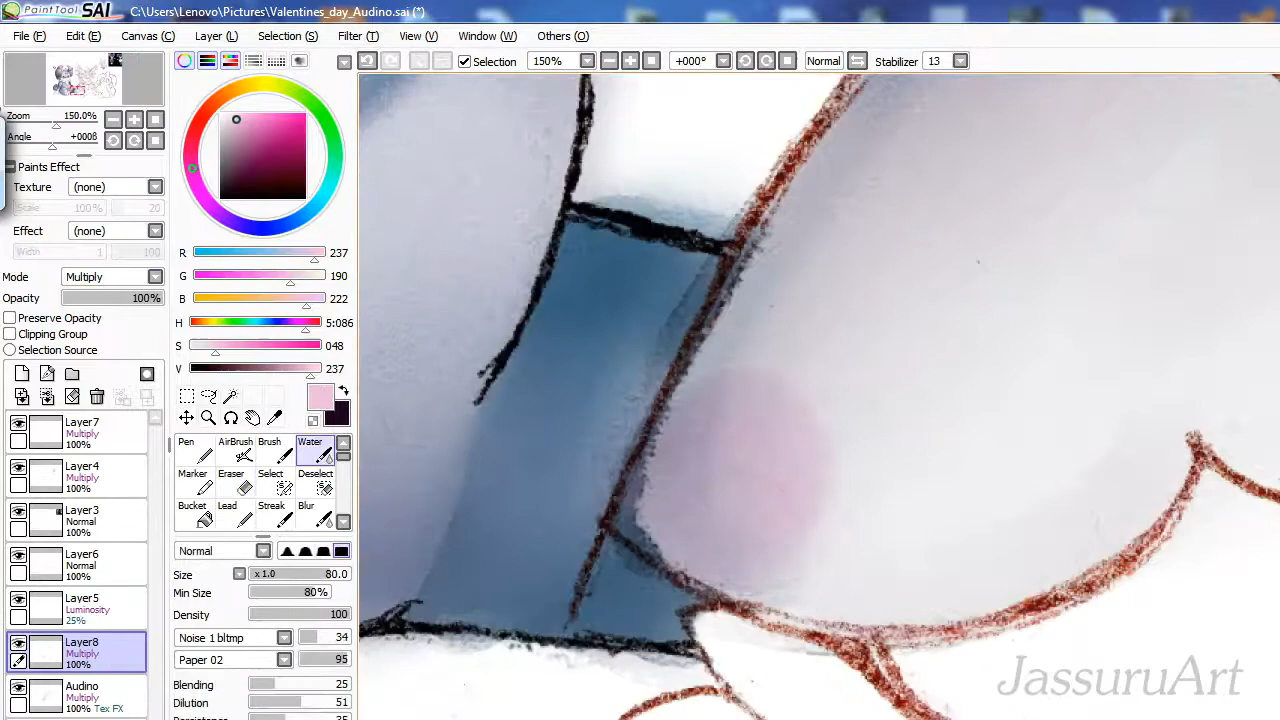 PaintTool SAI C:\Users\Lenovo\Pictures\Valentines_day_Audino.sai (*)
File (F) Edit (E) Canvas (C) Layer (L) Selection (S) Filter (T) View (V) Window (W) Others (O)
Selection 150% +000° Normal Stabilizer 13
Zoom 150.0%
Angle +000ß
Paints Effect
Texture (none)
Scale 100% 20
Effect (none)
Width 1 100
Mode Multiply
Opacity 100%
Preserve Opacity
Clipping Group
Selection Source
Layer7
Multiply
100%
Layer4
Multiply
100%
Layer3
Normal
100%
Layer6
Normal
100%
Layer5
Luminosity
25%
Layer8
Multiply
100%
Audino
Multiply
100% Tex FX
R 237
G 190
B 222
H 5:086
S 048
V 237
Pen AirBrush Brush Water
Marker Eraser Select Deselect
Bucket Lead Streak Blur
Normal
Size x 1.0 80.0
Min Size 80%
Density 100
Noise 1 bltmp 34
Paper 02 95
Blending 25
Dilution 51
JassuruArt